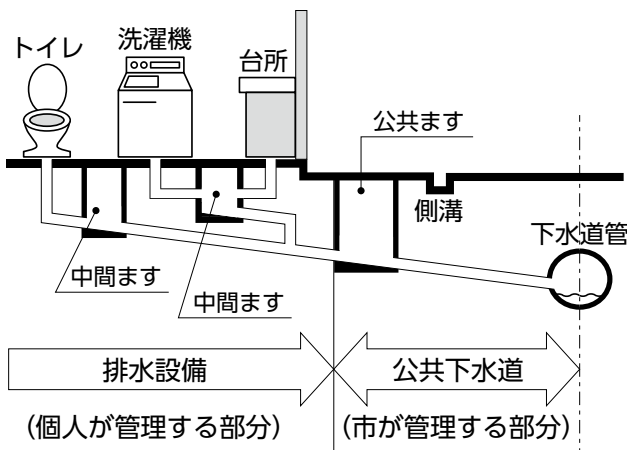 トイレ
洗濯機
台所
公共ます
側溝
下水道管
中間ます
中間ます
排水設備
公共下水道
(個人が管理する部分)
(市が管理する部分)